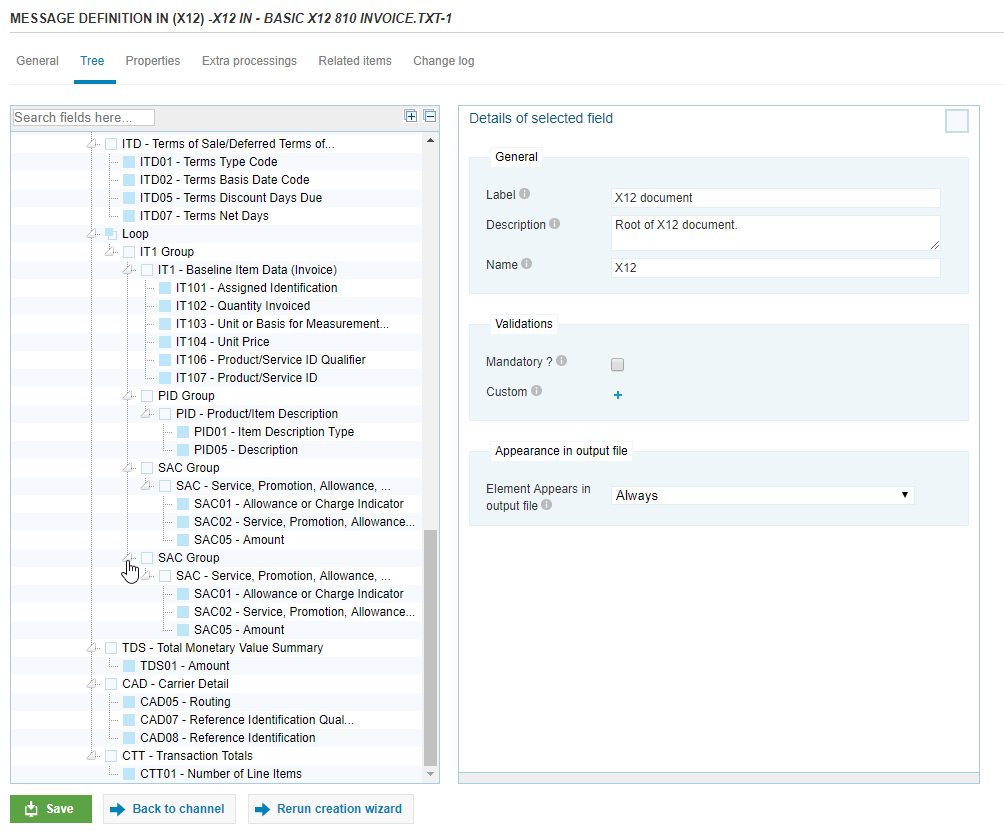 MESSAGE DEFINITION IN (X12) -X12 IN - BASIC X12 810 INVOICE.TXT-1
General Tree Properties Extra processings Related items Change log
Search fields here...
ITD - Terms of Sale/Deferred Terms of...
ITD01 - Terms Type Code
ITD02 - Terms Basis Date Code
ITD05 - Terms Discount Days Due
ITD07 - Terms Net Days
Loop
IT1 Group
IT1 - Baseline Item Data (Invoice)
IT101 - Assigned Identification
IT102 - Quantity Invoiced
IT103 - Unit or Basis for Measurement...
IT104 - Unit Price
IT106 - Product/Service ID Qualifier
IT107 - Product/Service ID
PID Group
PID - Product/Item Description
PID01 - Item Description Type
PID05 - Description
SAC Group
SAC - Service, Promotion, Allowance, ...
SAC01 - Allowance or Charge Indicator
SAC02 - Service, Promotion, Allowance...
SAC05 - Amount
SAC Group
SAC - Service, Promotion, Allowance, ...
SAC01 - Allowance or Charge Indicator
SAC02 - Service, Promotion, Allowance...
SAC05 - Amount
TDS - Total Monetary Value Summary
TDS01 - Amount
CAD - Carrier Detail
CAD05 - Routing
CAD07 - Reference Identification Qual...
CAD08 - Reference Identification
CTT - Transaction Totals
CTT01 - Number of Line Items
Details of selected field
General
Label X12 document
Description Root of X12 document.
Name X12
Validations
Mandatory ?
Custom +
Appearance in output file
Element Appears in
output file Always
Save Back to channel Rerun creation wizard